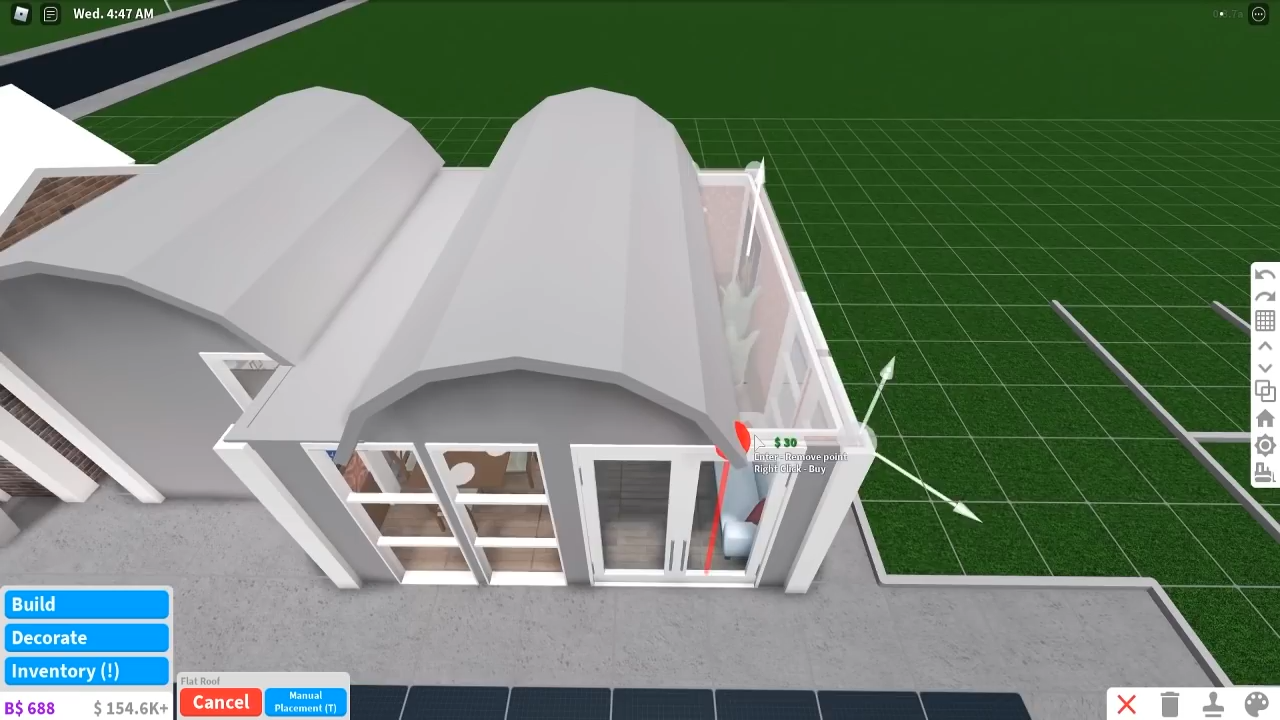 Wed. 4:47 AM
$ 30
Enter - Remove point
Right Click - Buy
Build
Decorate
Inventory (!)
B$ 688
$ 154.6K+
Flat Roof
Cancel
Manual
Placement (T)